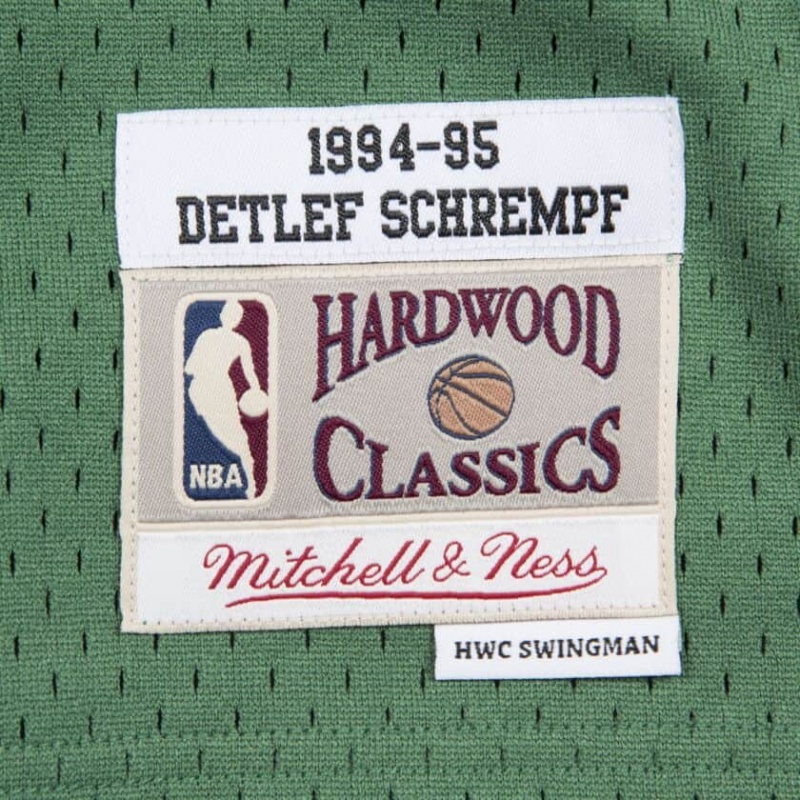 1994-95
DETLEF SCHREMPF
HARDWOOD
CLASSICS
NBA
Mitchell & Ness
HWC SWINGMAN